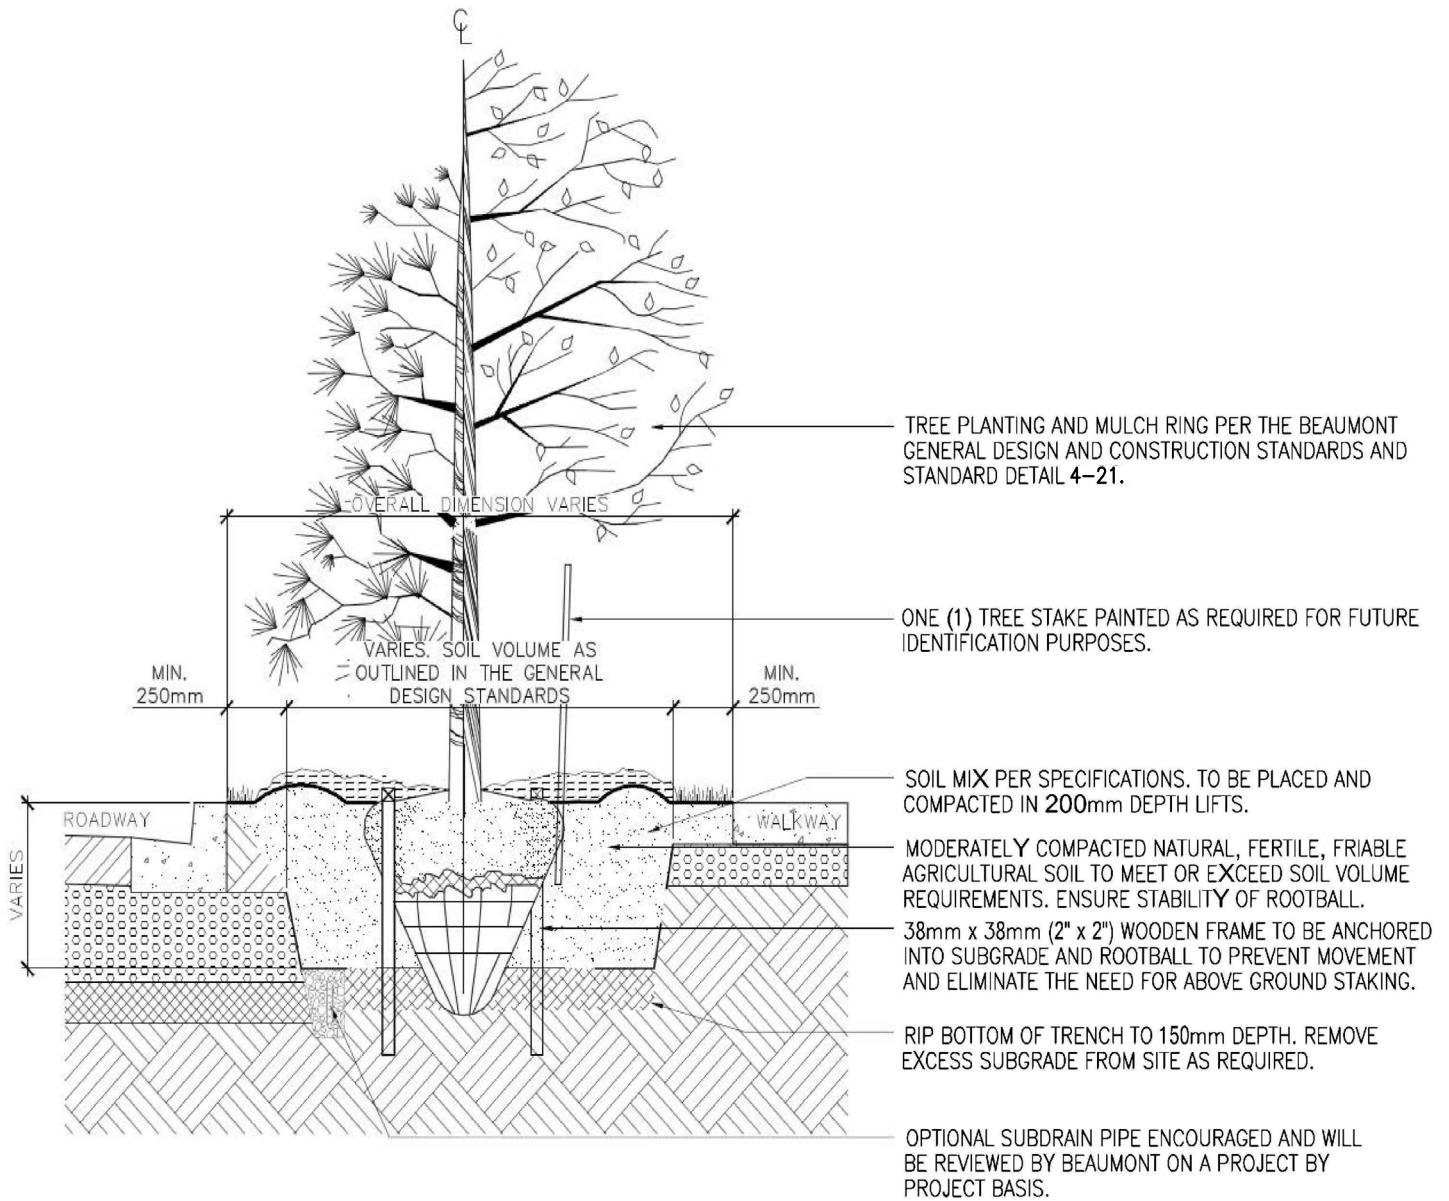 ℄
TREE PLANTING AND MULCH RING PER THE BEAUMONT
GENERAL DESIGN AND CONSTRUCTION STANDARDS AND
STANDARD DETAIL 4-21.
OVERALL DIMENSION VARIES
ONE (1) TREE STAKE PAINTED AS REQUIRED FOR FUTURE
IDENTIFICATION PURPOSES.
VARIES. SOIL VOLUME AS
OUTLINED IN THE GENERAL
DESIGN STANDARDS
MIN.
250mm
MIN.
250mm
SOIL MIX PER SPECIFICATIONS. TO BE PLACED AND
COMPACTED IN 200mm DEPTH LIFTS.
ROADWAY
WALKWAY
VARIES
MODERATELY COMPACTED NATURAL, FERTILE, FRIABLE
AGRICULTURAL SOIL TO MEET OR EXCEED SOIL VOLUME
REQUIREMENTS. ENSURE STABILITY OF ROOTBALL.
38mm x 38mm (2" x 2") WOODEN FRAME TO BE ANCHORED
INTO SUBGRADE AND ROOTBALL TO PREVENT MOVEMENT
AND ELIMINATE THE NEED FOR ABOVE GROUND STAKING.
RIP BOTTOM OF TRENCH TO 150mm DEPTH. REMOVE
EXCESS SUBGRADE FROM SITE AS REQUIRED.
OPTIONAL SUBDRAIN PIPE ENCOURAGED AND WILL
BE REVIEWED BY BEAUMONT ON A PROJECT BY
PROJECT BASIS.